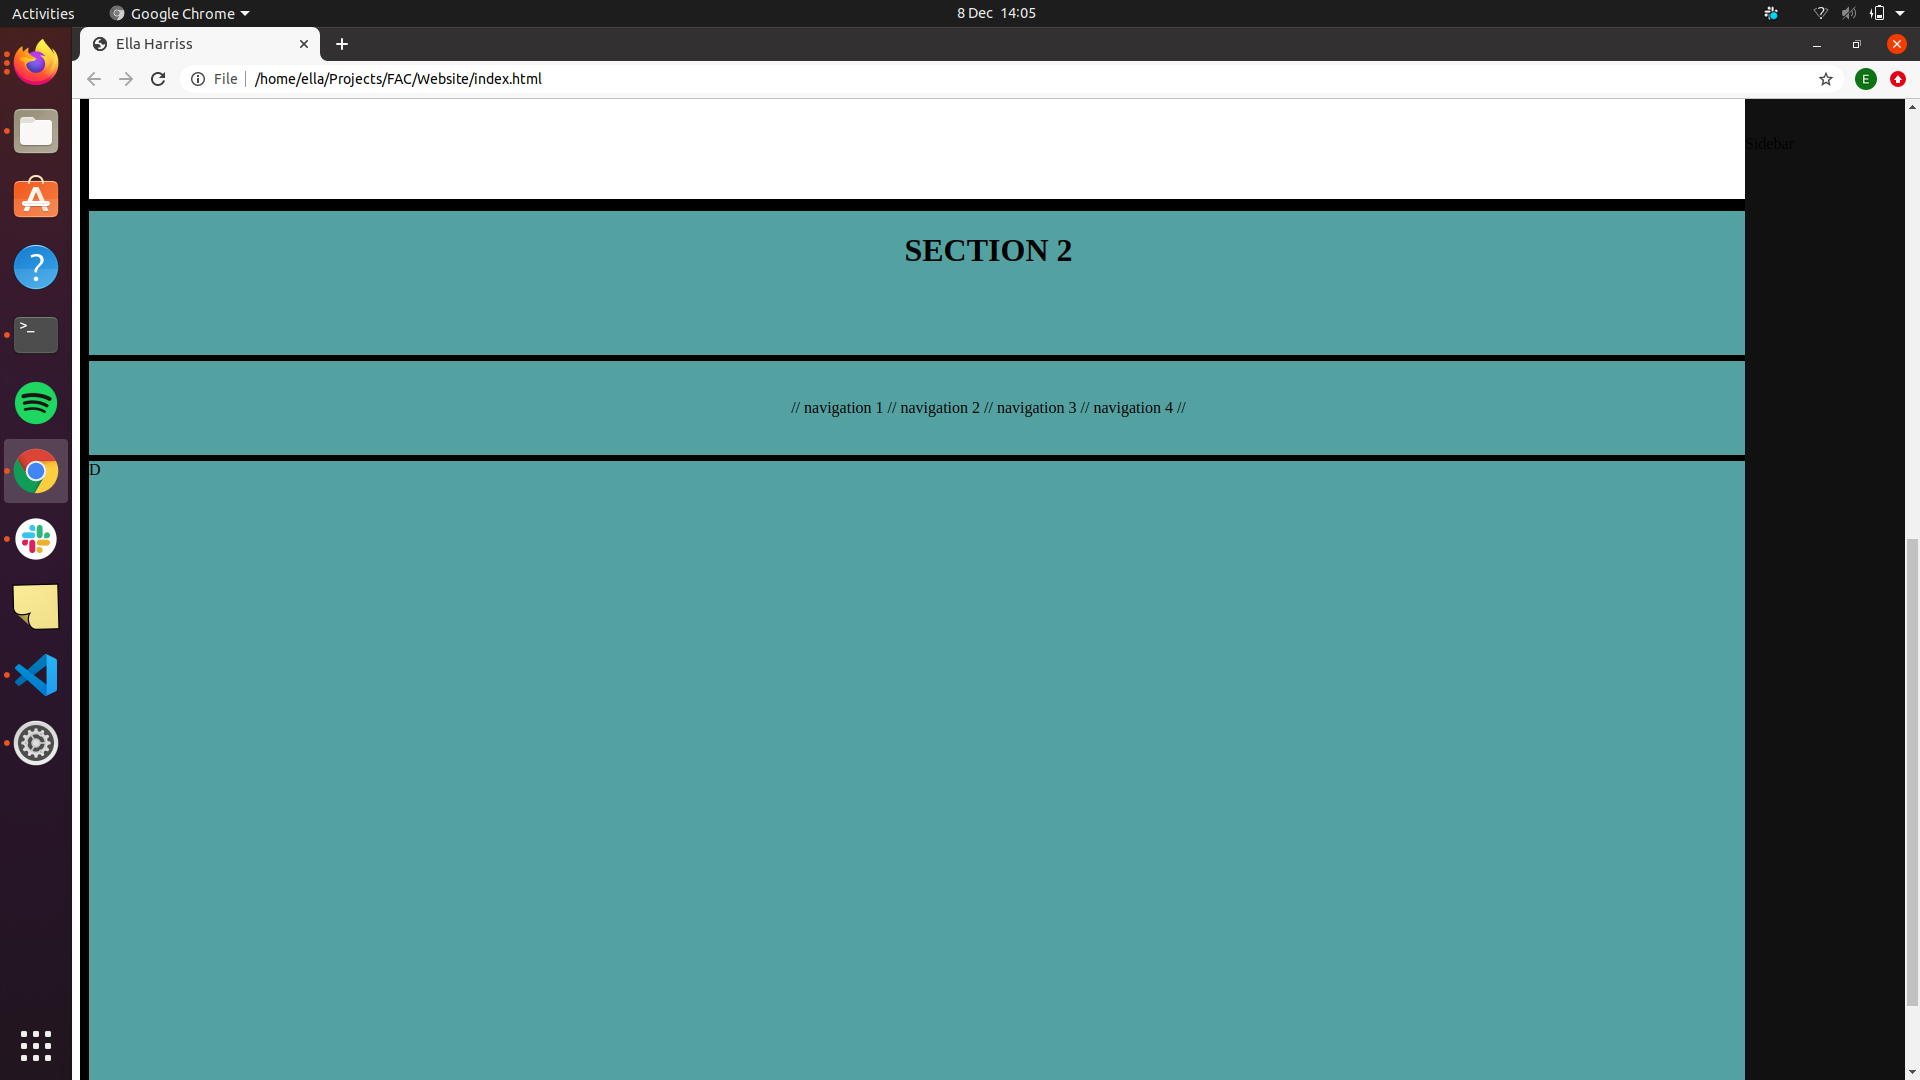 Activities
Google Chrome
8 Dec 14:05
Ella Harriss
File
/home/ella/Projects/FAC/Website/index.html
E
Sidebar
SECTION 2
>_
// navigation 1 // navigation 2 // navigation 3 // navigation 4 //
D